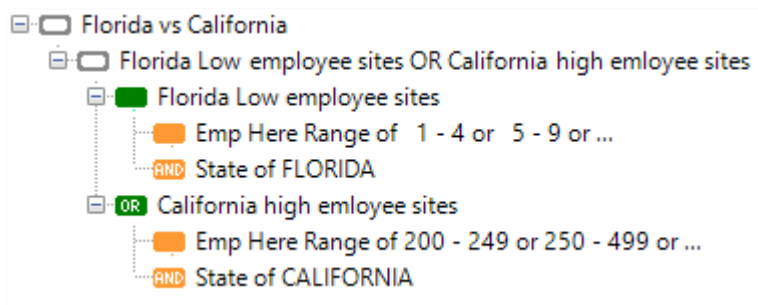 Florida vs California
Florida Low employee sites OR California high emloyee sites
Florida Low employee sites
Emp Here Range of 1 - 4 or 5 - 9 or ...
AND State of FLORIDA
OR California high emloyee sites
Emp Here Range of 200 - 249 or 250 - 499 or ...
AND State of CALIFORNIA